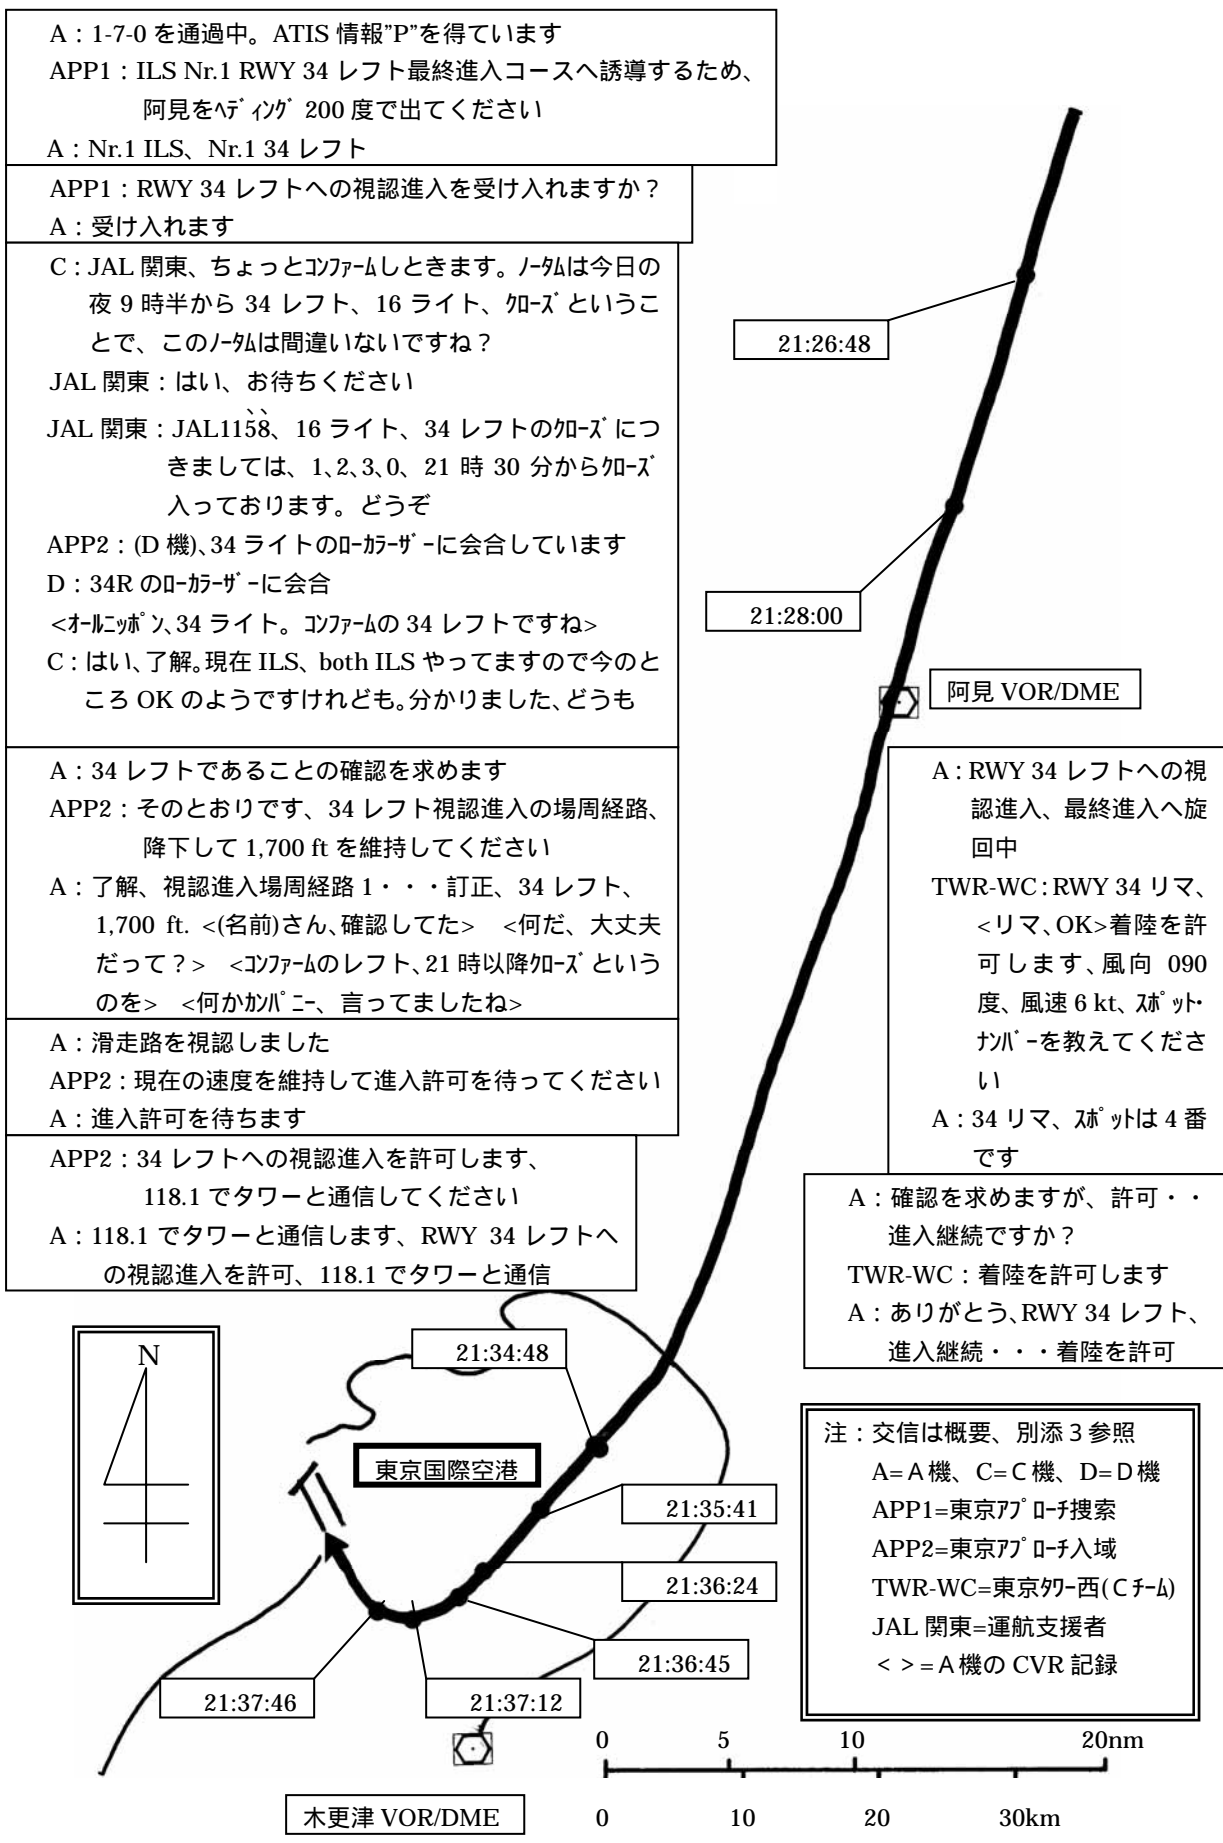 A：1-7-0 を通過中。ATIS 情報”P”を得ています
APP1：ILS Nr.1 RWY 34 レフト最終進入コースへ誘導するため、
阿見をﾍﾃﾞｨﾝｸﾞ 200 度で出てください
A：Nr.1 ILS、Nr.1 34 レフト
APP1：RWY 34 レフトへの視認進入を受け入れますか？
A：受け入れます
C：JAL 関東、ちょっとｺﾝﾌｧｰﾑしときます。ﾉｰﾀﾑは今日の
夜 9 時半から 34 レフト、16 ライト、ｸﾛｰｽﾞということ
とで、このﾉｰﾀﾑは間違いないですね？
JAL 関東：はい、お待ちください
JAL 関東：JAL1158、16 ライト、34 レフトのｸﾛｰｽﾞにつ
きましては、1,2,3,0、21 時 30 分からｸﾛｰｽﾞ
入っております。どうぞ
APP2：(D 機)、34 ライトのﾛｰｶﾗｰｻﾞｰに会合しています
D：34R のﾛｰｶﾗｰｻﾞｰに会合
<ｵｰﾙﾆｯﾎﾟﾝ、34 ライト。ｺﾝﾌｧｰﾑの 34 レフトですね>
C：はい、了解。現在 ILS、both ILS やってますので今のと
ころ OK のようですけれども。分かりました、どうも
A：34 レフトであることの確認を求めます
APP2：そのとおりです、34 レフト視認進入の場周経路、
降下して 1,700 ft を維持してください
A：了解、視認進入場周経路 1・・・訂正、34 レフト、
1,700 ft. <(名前)さん、確認してた> <何だ、大丈夫
だって？> <ｺﾝﾌｧｰﾑのレフト、21 時以降ｸﾛｰｽﾞという
のを> <何かｶﾝﾊﾟﾆｰ、言ってましたね>
A：滑走路を視認しました
APP2：現在の速度を維持して進入許可を待ってください
A：進入許可を待ちます
APP2：34 レフトへの視認進入を許可します、
118.1 でタワーと通信してください
A：118.1 でタワーと通信します、RWY 34 レフトへ
の視認進入を許可、118.1 でタワーと通信
21:26:48
21:28:00
阿見 VOR/DME
A：RWY 34 レフトへの視
認進入、最終進入へ旋
回中
TWR-WC：RWY 34 リマ、
<リマ、OK>着陸を許
可します、風向 090
度、風速 6 kt、ｽﾎﾟｯﾄ･
ﾅﾝﾊﾞｰを教えてくださ
い
A：34 リマ、ｽﾎﾟｯﾄは 4 番
です
A：確認を求めますが、許可・・
進入継続ですか？
TWR-WC：着陸を許可します
A：ありがとう、RWY 34 レフト、
進入継続・・・着陸を許可
N
21:34:48
東京国際空港
21:35:41
21:36:24
21:36:45
21:37:46
21:37:12
注：交信は概要、別添３参照
A=Ａ機、C=Ｃ機、D=Ｄ機
APP1=東京ｱﾌﾟﾛｰﾁ捜索
APP2=東京ｱﾌﾟﾛｰﾁ入域
TWR-WC=東京ﾀﾜｰ西(Ｃﾁｰﾑ)
JAL 関東=運航支援者
< >=Ａ機の CVR 記録
0 5 10 20nm
木更津 VOR/DME
0 10 20 30km